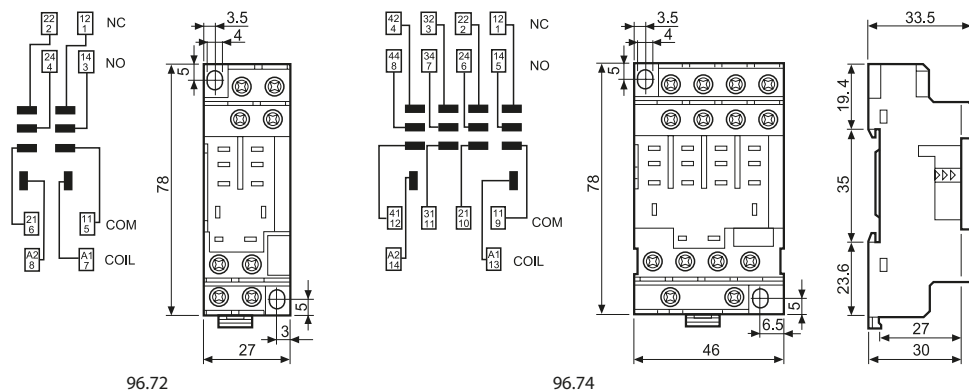 22 2 12 1 NC
24 4 14 3 NO
21 6 11 5 COM
A2 8 A1 7 COIL
3.5
4
5
78
5
3
27
96.72
42 4 32 3 22 2 12 1 NC
44 8 34 7 24 6 14 5 NO
41 12 31 11 21 10 11 9 COM
A2 14 A1 13 COIL
3.5
4
5
78
5
6.5
46
96.74
33.5
19.4
35
23.6
27
30